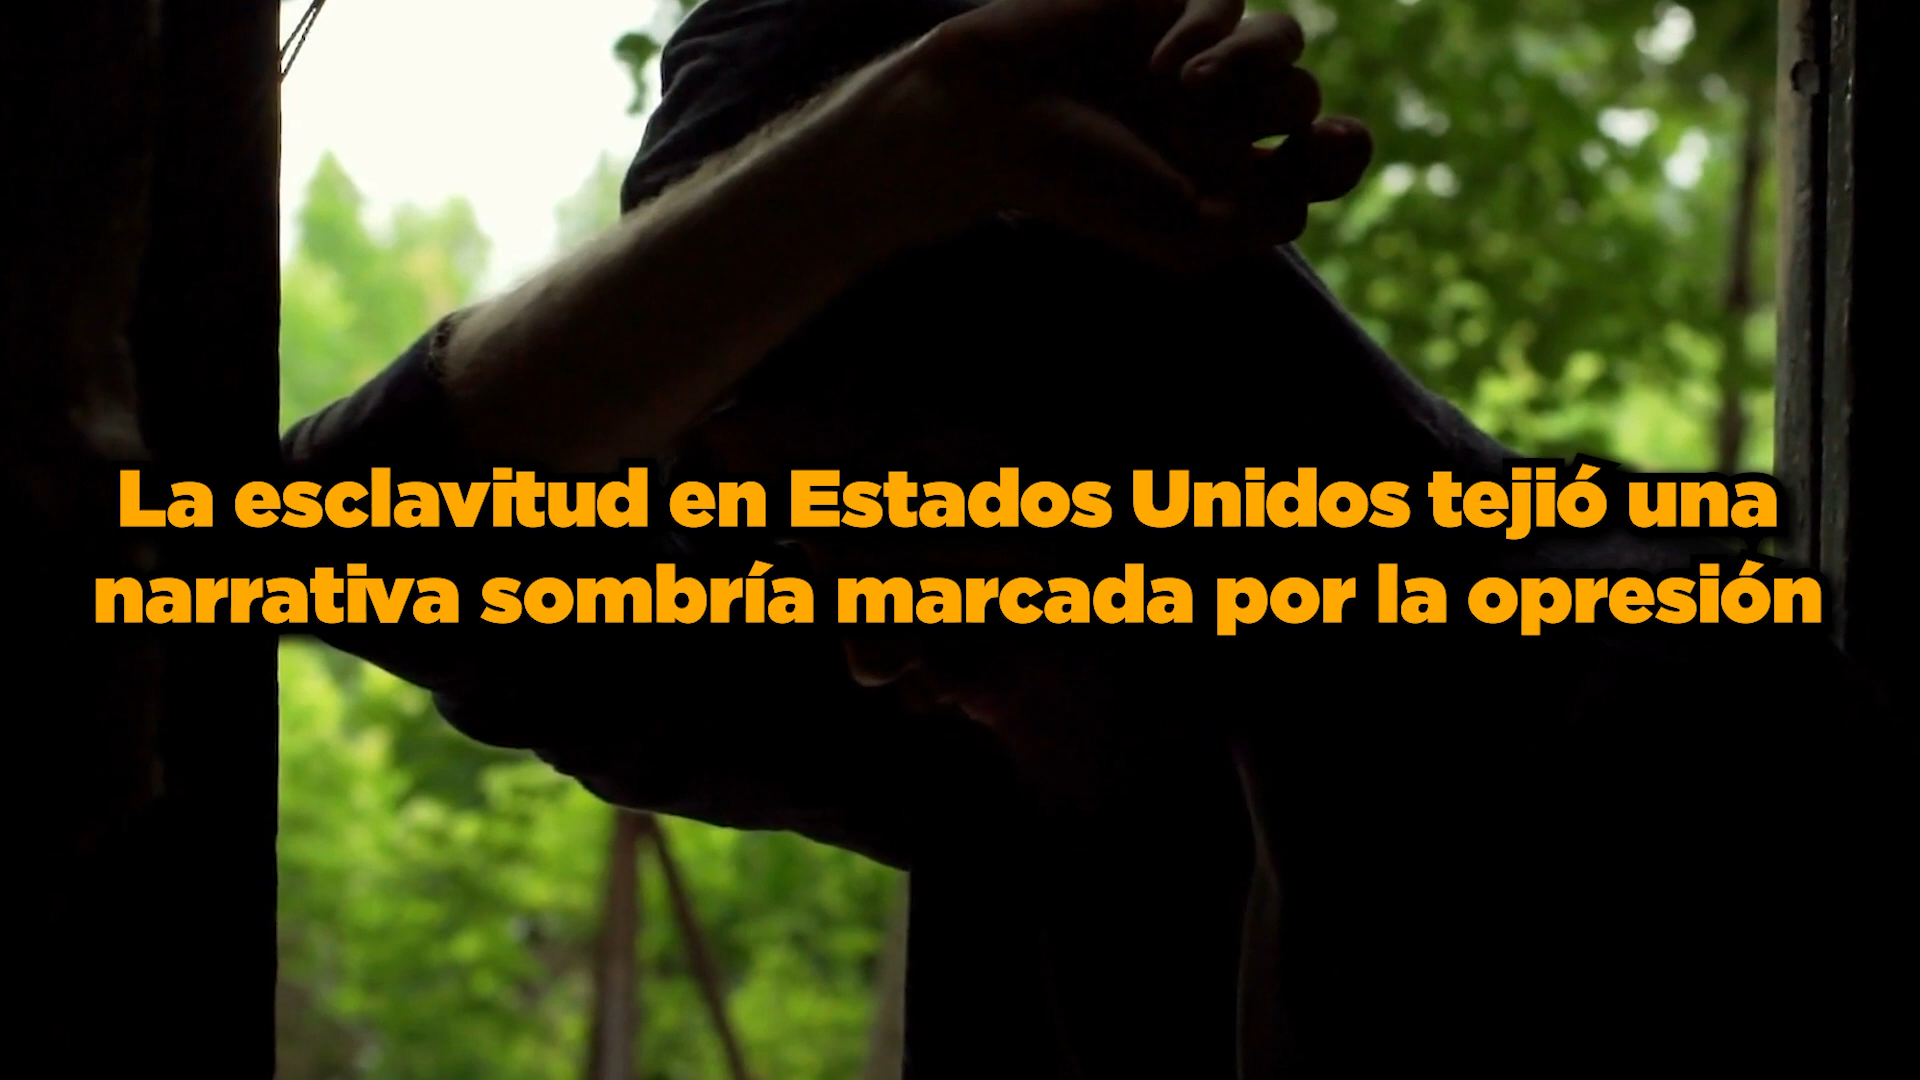 La esclavitud en Estados Unidos tejió una
narrativa sombría marcada por la opresión